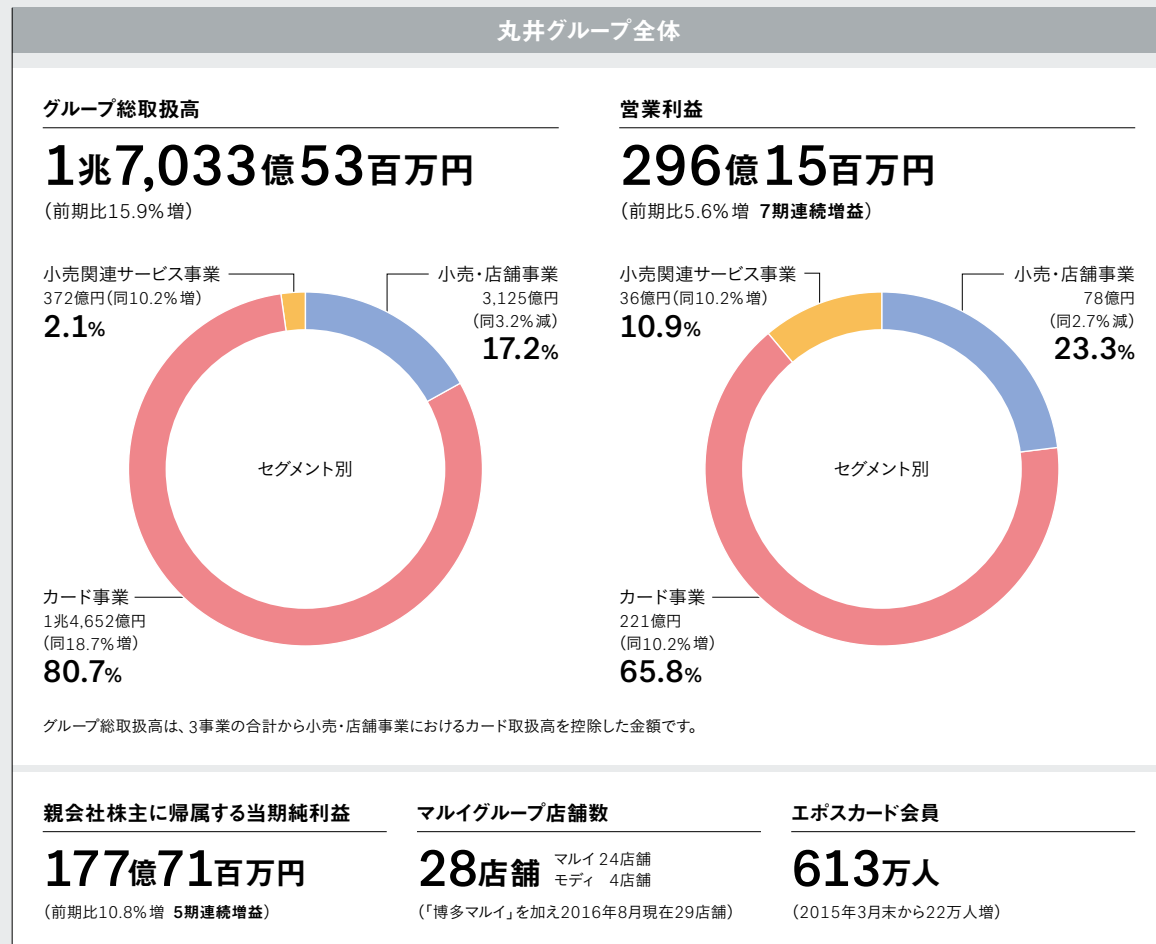 丸井グループ全体
グループ総取扱高
1兆7,033億53百万円
（前期比15.9%増）
小売関連サービス事業
372億円（同10.2%増）
2.1%
小売・店舗事業
3,125億円
（同3.2%減）
17.2%
セグメント別
カード事業
1兆4,652億円
（同18.7%増）
80.7%
営業利益
296億15百万円
（前期比5.6%増 7期連続増益）
小売関連サービス事業
36億円（同10.2%増）
10.9%
小売・店舗事業
78億円
（同2.7%減）
23.3%
セグメント別
カード事業
221億円
（同10.2%増）
65.8%
グループ総取扱高は、3事業の合計から小売・店舗事業におけるカード取扱高を控除した金額です。
親会社株主に帰属する当期純利益
177億71百万円
（前期比10.8%増 5期連続増益）
マルイグループ店舗数
28店舗
マルイ 24店舗
モディ 4店舗
（「博多マルイ」を加え2016年8月現在29店舗）
エポスカード会員
613万人
（2015年3月末から22万人増）